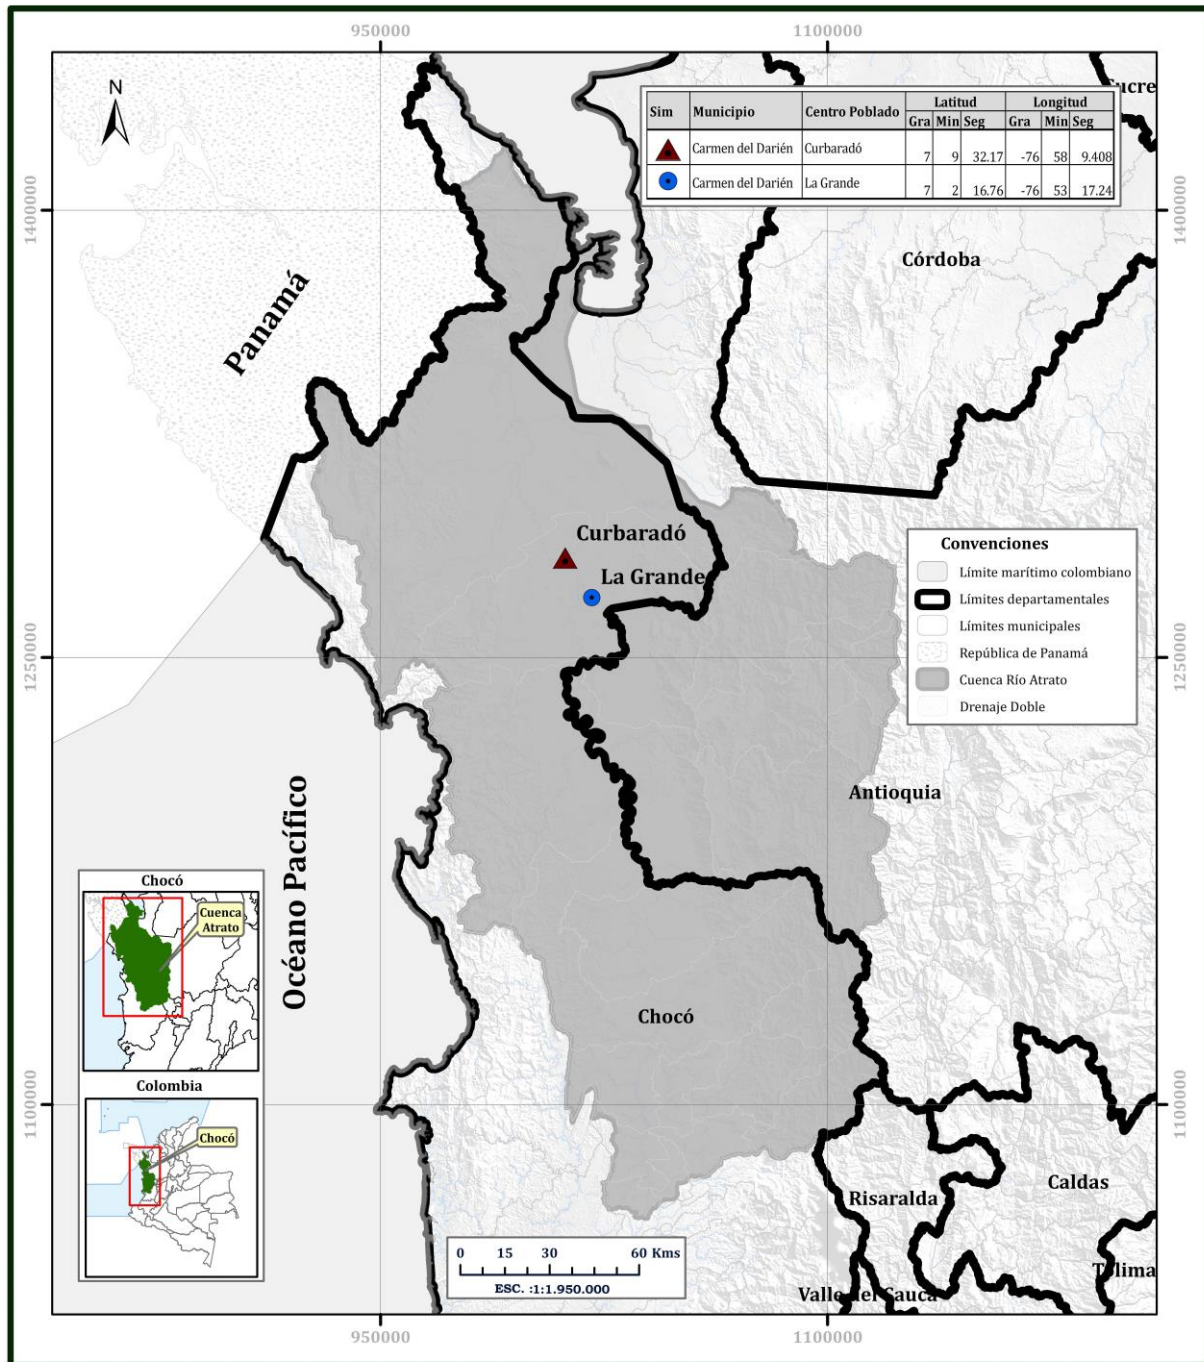 950000
1100000
N
Sucre
Sim Municipio Centro Poblado Latitud Longitud
Gra Min Seg Gra Min Seg
Carmen del Darién Curbaradó 7 9 32.17 -76 58 9.408
Carmen del Darién La Grande 7 2 16.76 -76 53 17.24
1400000
1400000
Córdoba
Panamá
Curbaradó
La Grande
Convenciones
Límite marítimo colombiano
Límites departamentales
Límites municipales
República de Panamá
Cuenca Río Atrato
Drenaje Doble
1250000
1250000
Antioquia
Océano Pacífico
Chocó
Cuenca
Atrato
Colombia
Chocó
Chocó
1100000
1100000
Risaralda
Caldas
Tolima
Valle del Cauca
0 15 30 60 Kms
ESC. :1:1.950.000
950000
1100000